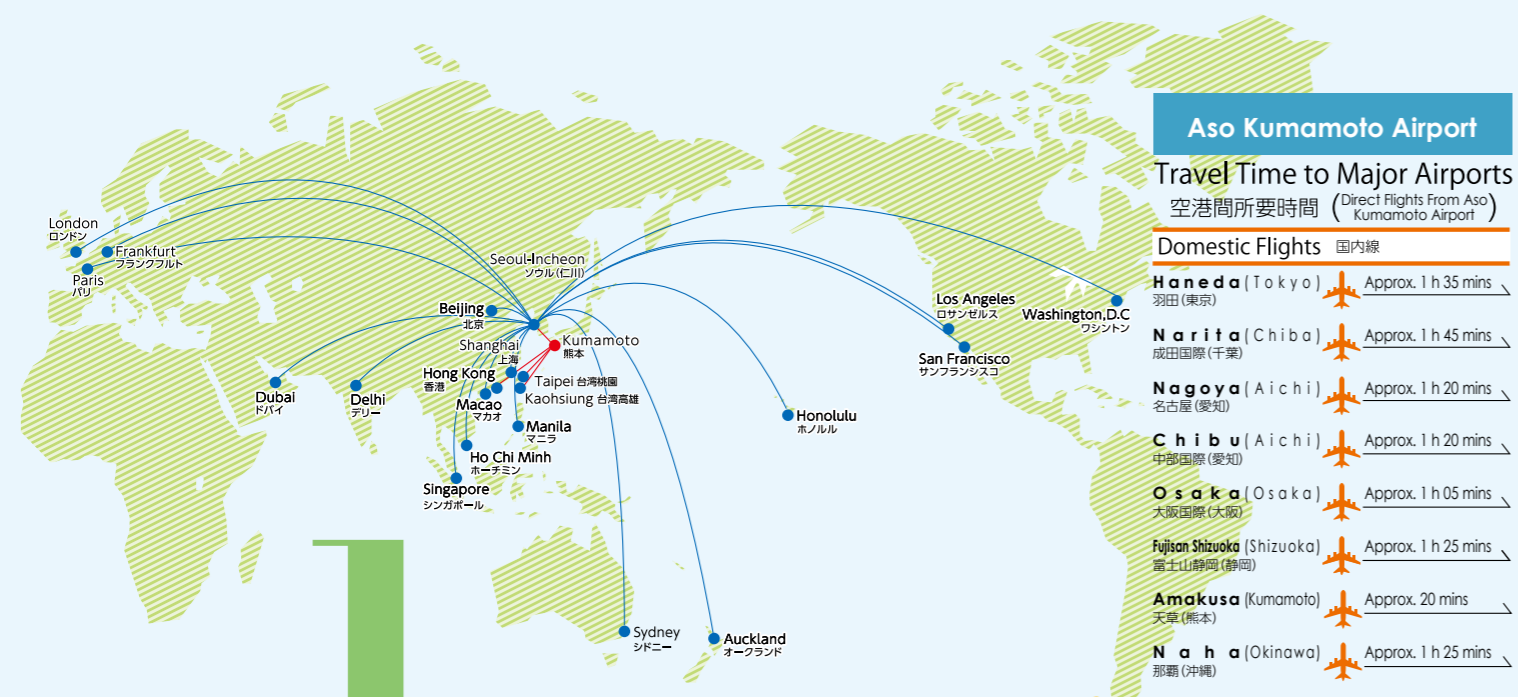 London
ロンドン
Frankfurt
フランクフルト
Paris
パリ
Seoul-Incheon
ソウル(仁川)
Beijing
北京
Shanghai
上海
Kumamoto
熊本
Hong Kong
香港
Taipei 台湾桃園
Kaohsiung 台湾高雄
Macao
マカオ
Dubai
ドバイ
Delhi
デリー
Manila
マニラ
Ho Chi Minh
ホーチミン
Singapore
シンガポール
Honolulu
ホノルル
Sydney
シドニー
Auckland
オークランド
Los Angeles
ロサンゼルス
Washington,D.C
ワシントン
San Francisco
サンフランシスコ
Aso Kumamoto Airport
Travel Time to Major Airports
空港間所要時間 (Direct Flights From Aso
Kumamoto Airport)
Domestic Flights 国内線
Haneda (Tokyo) Approx. 1 h 35 mins
羽田(東京)
Narita (Chiba) Approx. 1 h 45 mins
成田国際(千葉)
Nagoya (Aichi) Approx. 1 h 20 mins
名古屋(愛知)
Chibu (Aichi) Approx. 1 h 20 mins
中部国際(愛知)
Osaka (Osaka) Approx. 1 h 05 mins
大阪国際(大阪)
Fujisan Shizuoka (Shizuoka) Approx. 1 h 25 mins
富士山静岡(静岡)
Amakusa (Kumamoto) Approx. 20 mins
天草(熊本)
Naha (Okinawa) Approx. 1 h 25 mins
那覇(沖縄)